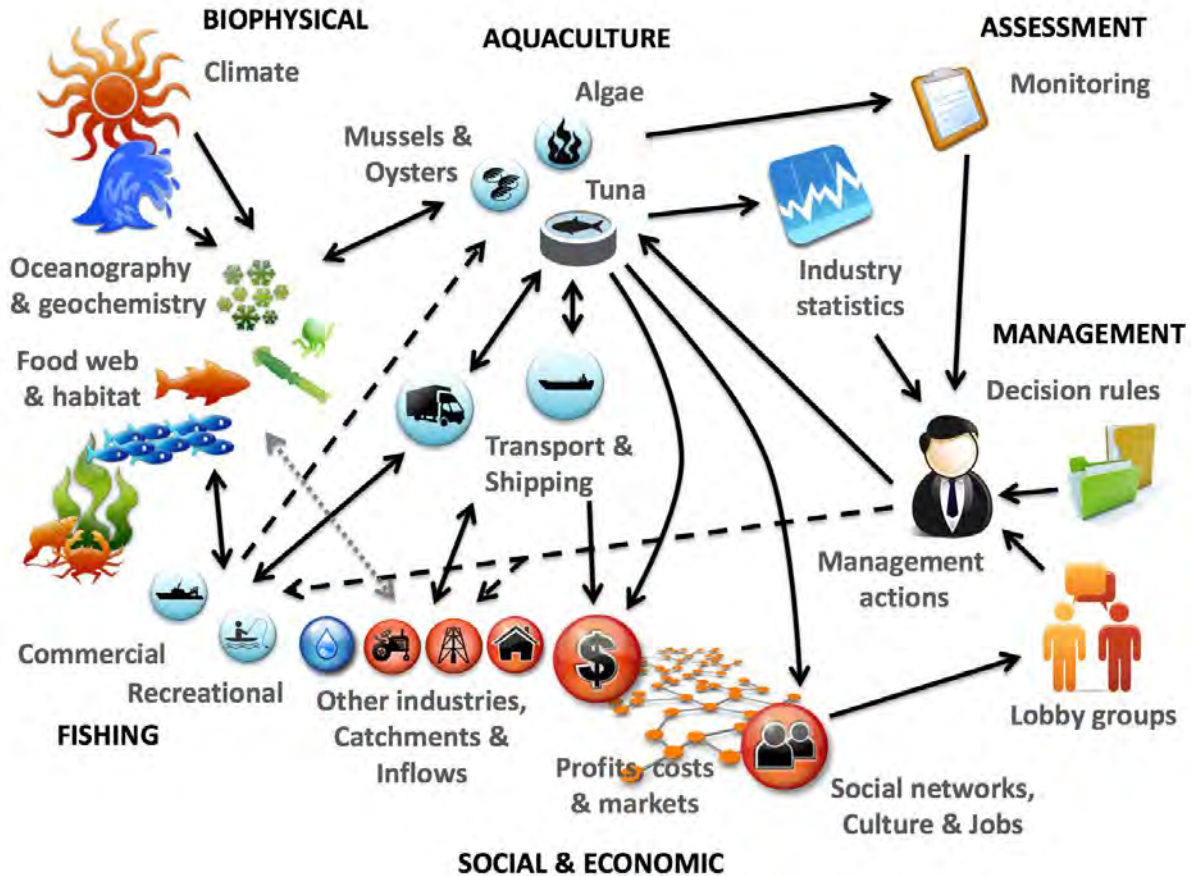 BIOPHYSICAL
Climate
AQUACULTURE
Algae
Mussels &
Oysters
Tuna
ASSESSMENT
Monitoring
Industry
statistics
Oceanography
& geochemistry
Food web
& habitat
MANAGEMENT
Decision rules
Transport &
Shipping
Management
actions
Commercial
Recreational
FISHING
Other industries,
Catchments &
Inflows
$
Profits, costs
& markets
Social networks,
Culture & Jobs
Lobby groups
SOCIAL & ECONOMIC